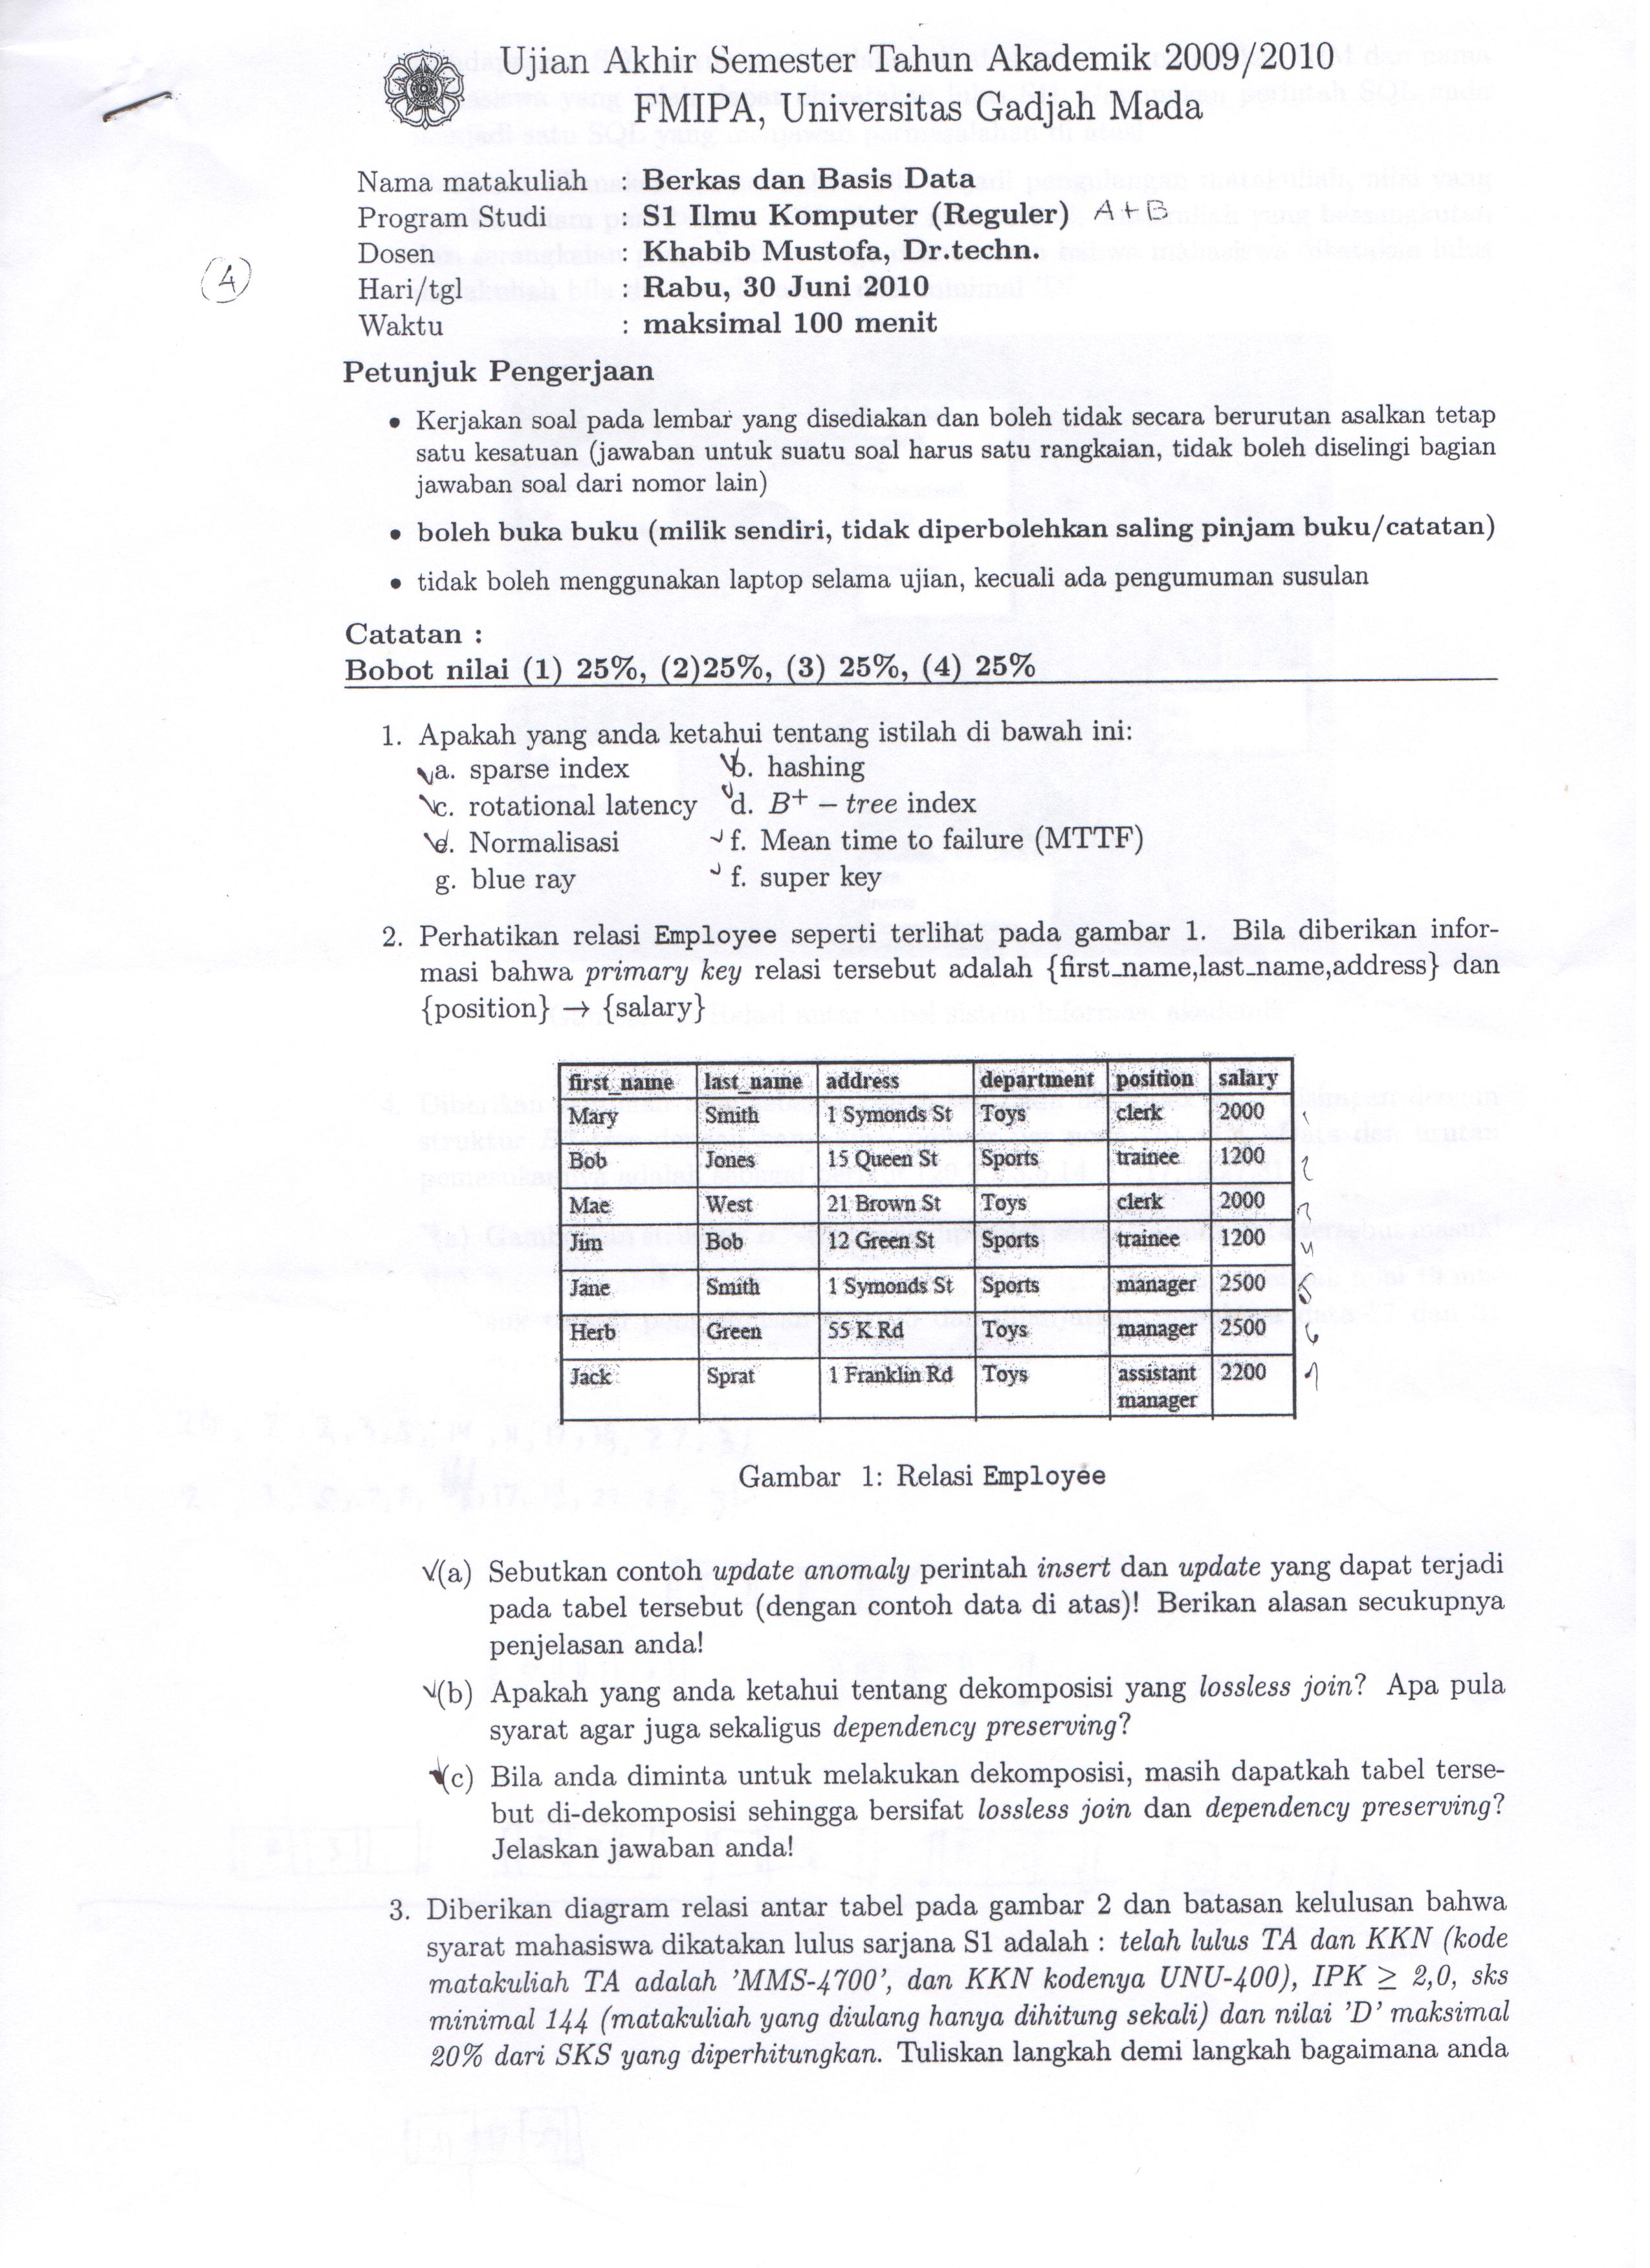 Ujian Akhir Semester Tahun Akademik 2009/2010
FMIPA, Universitas Gadjah Mada
Nama matakuliah : Berkas dan Basis Data
Program Studi : S1 Ilmu Komputer (Reguler) A+B
Dosen : Khabib Mustofa, Dr.techn.
(4)
Hari/tgl : Rabu, 30 Juni 2010
Waktu : maksimal 100 menit
Petunjuk Pengerjaan
• Kerjakan soal pada lembar yang disediakan dan boleh tidak secara berurutan asalkan tetap
satu kesatuan (jawaban untuk suatu soal harus satu rangkaian, tidak boleh diselingi bagian
jawaban soal dari nomor lain)
• boleh buka buku (milik sendiri, tidak diperbolehkan saling pinjam buku/catatan)
• tidak boleh menggunakan laptop selama ujian, kecuali ada pengumuman susulan
Catatan :
Bobot nilai (1) 25%, (2)25%, (3) 25%, (4) 25%
1. Apakah yang anda ketahui tentang istilah di bawah ini:
a. sparse index b. hashing
c. rotational latency d. B+ – tree index
e. Normalisasi f. Mean time to failure (MTTF)
g. blue ray f. super key
2. Perhatikan relasi Employee seperti terlihat pada gambar 1. Bila diberikan infor-
masi bahwa primary key relasi tersebut adalah {first_name,last_name,address} dan
{position} → {salary}
first_name last_name address department position salary
Mary Smith 1 Symonds St Toys clerk 2000 1
Bob Jones 15 Queen St Sports trainee 1200 2
Mae West 21 Brown St Toys clerk 2000 3
Jim Bob 12 Green St Sports trainee 1200 4
Jane Smith 1 Symonds St Sports manager 2500 5
Herb Green 55 K Rd Toys manager 2500 6
Jack Sprat 1 Franklin Rd Toys assistant 2200 7
manager
Gambar 1: Relasi Employee
(a) Sebutkan contoh update anomaly perintah insert dan update yang dapat terjadi
pada tabel tersebut (dengan contoh data di atas)! Berikan alasan secukupnya
penjelasan anda!
(b) Apakah yang anda ketahui tentang dekomposisi yang lossless join? Apa pula
syarat agar juga sekaligus dependency preserving?
(c) Bila anda diminta untuk melakukan dekomposisi, masih dapatkah tabel terse-
but di-dekomposisi sehingga bersifat lossless join dan dependency preserving?
Jelaskan jawaban anda!
3. Diberikan diagram relasi antar tabel pada gambar 2 dan batasan kelulusan bahwa
syarat mahasiswa dikatakan lulus sarjana S1 adalah : telah lulus TA dan KKN (kode
matakuliah TA adalah 'MMS-4700', dan KKN kodenya UNU-400), IPK ≥ 2,0, sks
minimal 144 (matakuliah yang diulang hanya dihitung sekali) dan nilai 'D' maksimal
20% dari SKS yang diperhitungkan. Tuliskan langkah demi langkah bagaimana anda